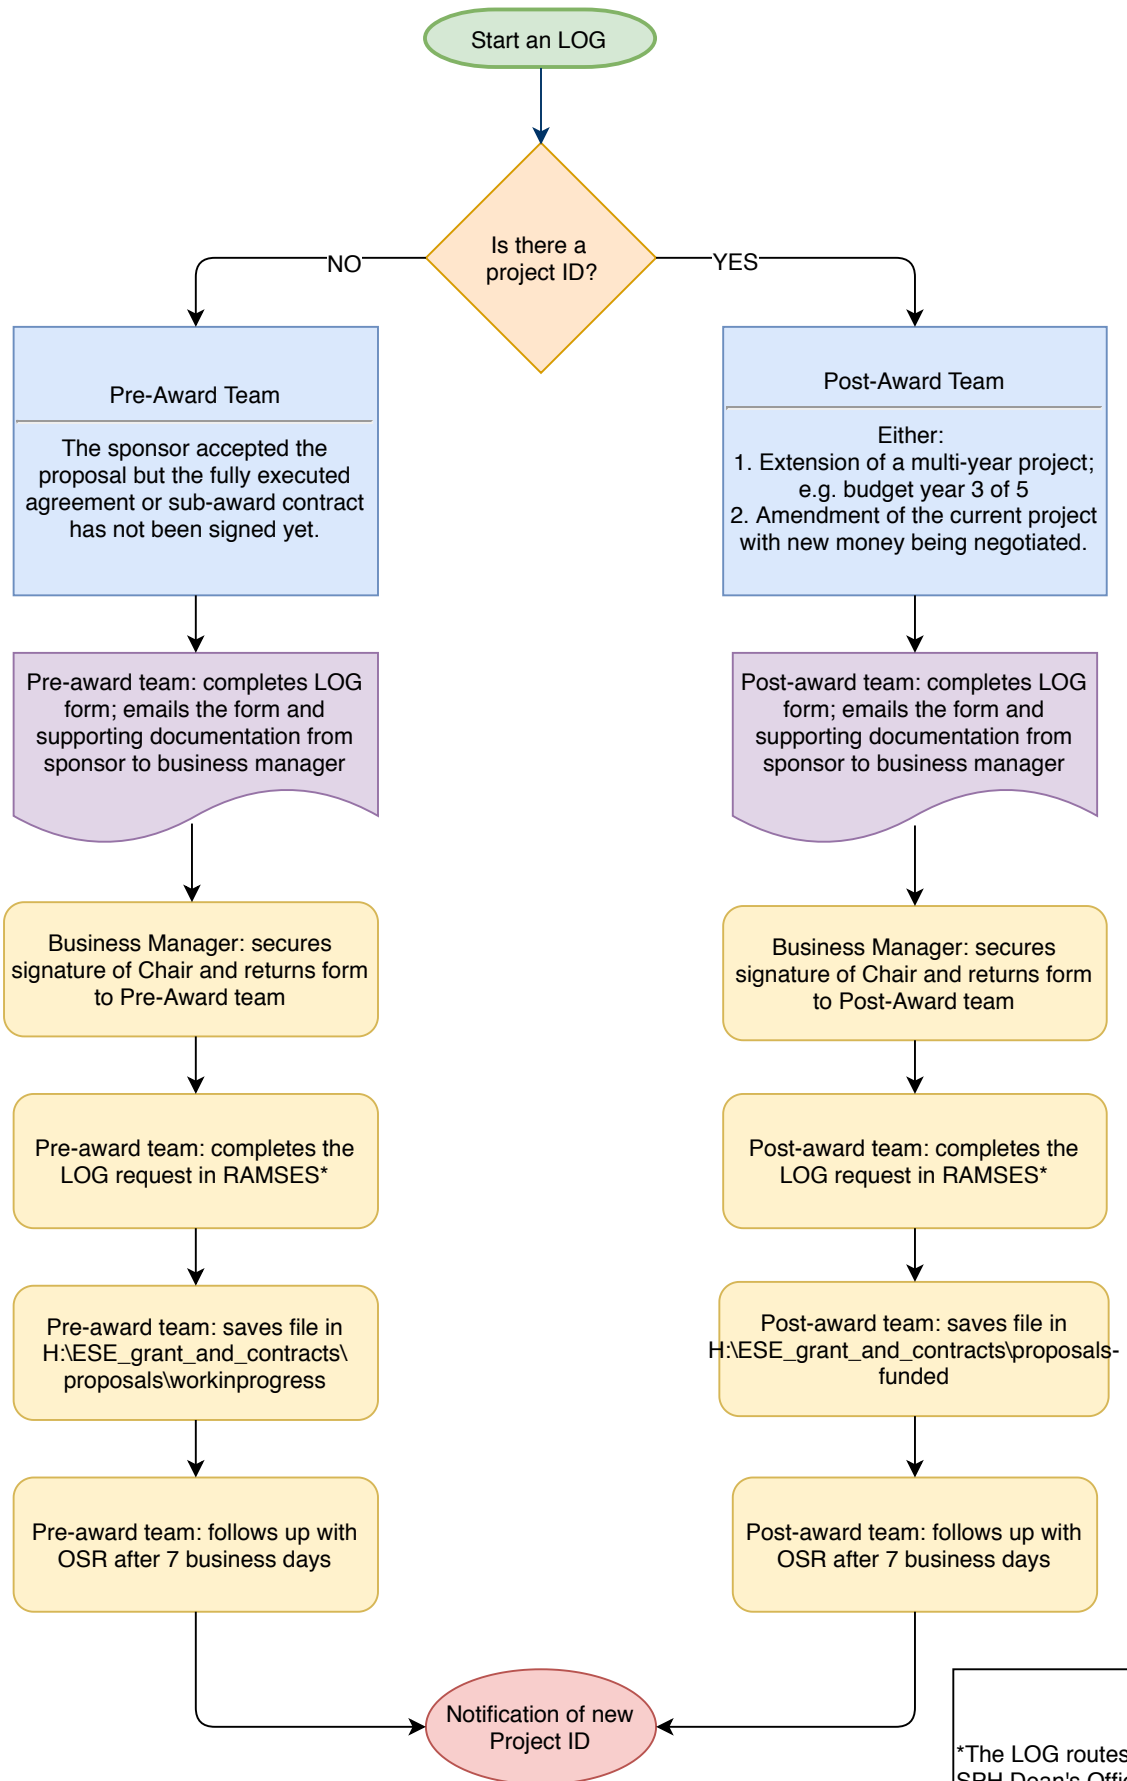 Start an LOG
Is there a
project ID?
NO
YES
Pre-Award Team
The sponsor accepted the
proposal but the fully executed
agreement or sub-award contract
has not been signed yet.
Post-Award Team
Either:
1. Extension of a multi-year project;
e.g. budget year 3 of 5
2. Amendment of the current project
with new money being negotiated.
Pre-award team: completes LOG
form; emails the form and
supporting documentation from
sponsor to business manager
Post-award team: completes LOG
form; emails the form and
supporting documentation from
sponsor to business manager
Business Manager: secures
signature of Chair and returns form
to Pre-Award team
Business Manager: secures
signature of Chair and returns form
to Post-Award team
Pre-award team: completes the
LOG request in RAMSES*
Post-award team: completes the
LOG request in RAMSES*
Pre-award team: saves file in
H:\ESE_grant_and_contracts\
proposals\workinprogress
Post-award team: saves file in
H:\ESE_grant_and_contracts\proposals-
funded
Pre-award team: follows up with
OSR after 7 business days
Post-award team: follows up with
OSR after 7 business days
Notification of new
Project ID
*The LOG routes
SPH Dean's